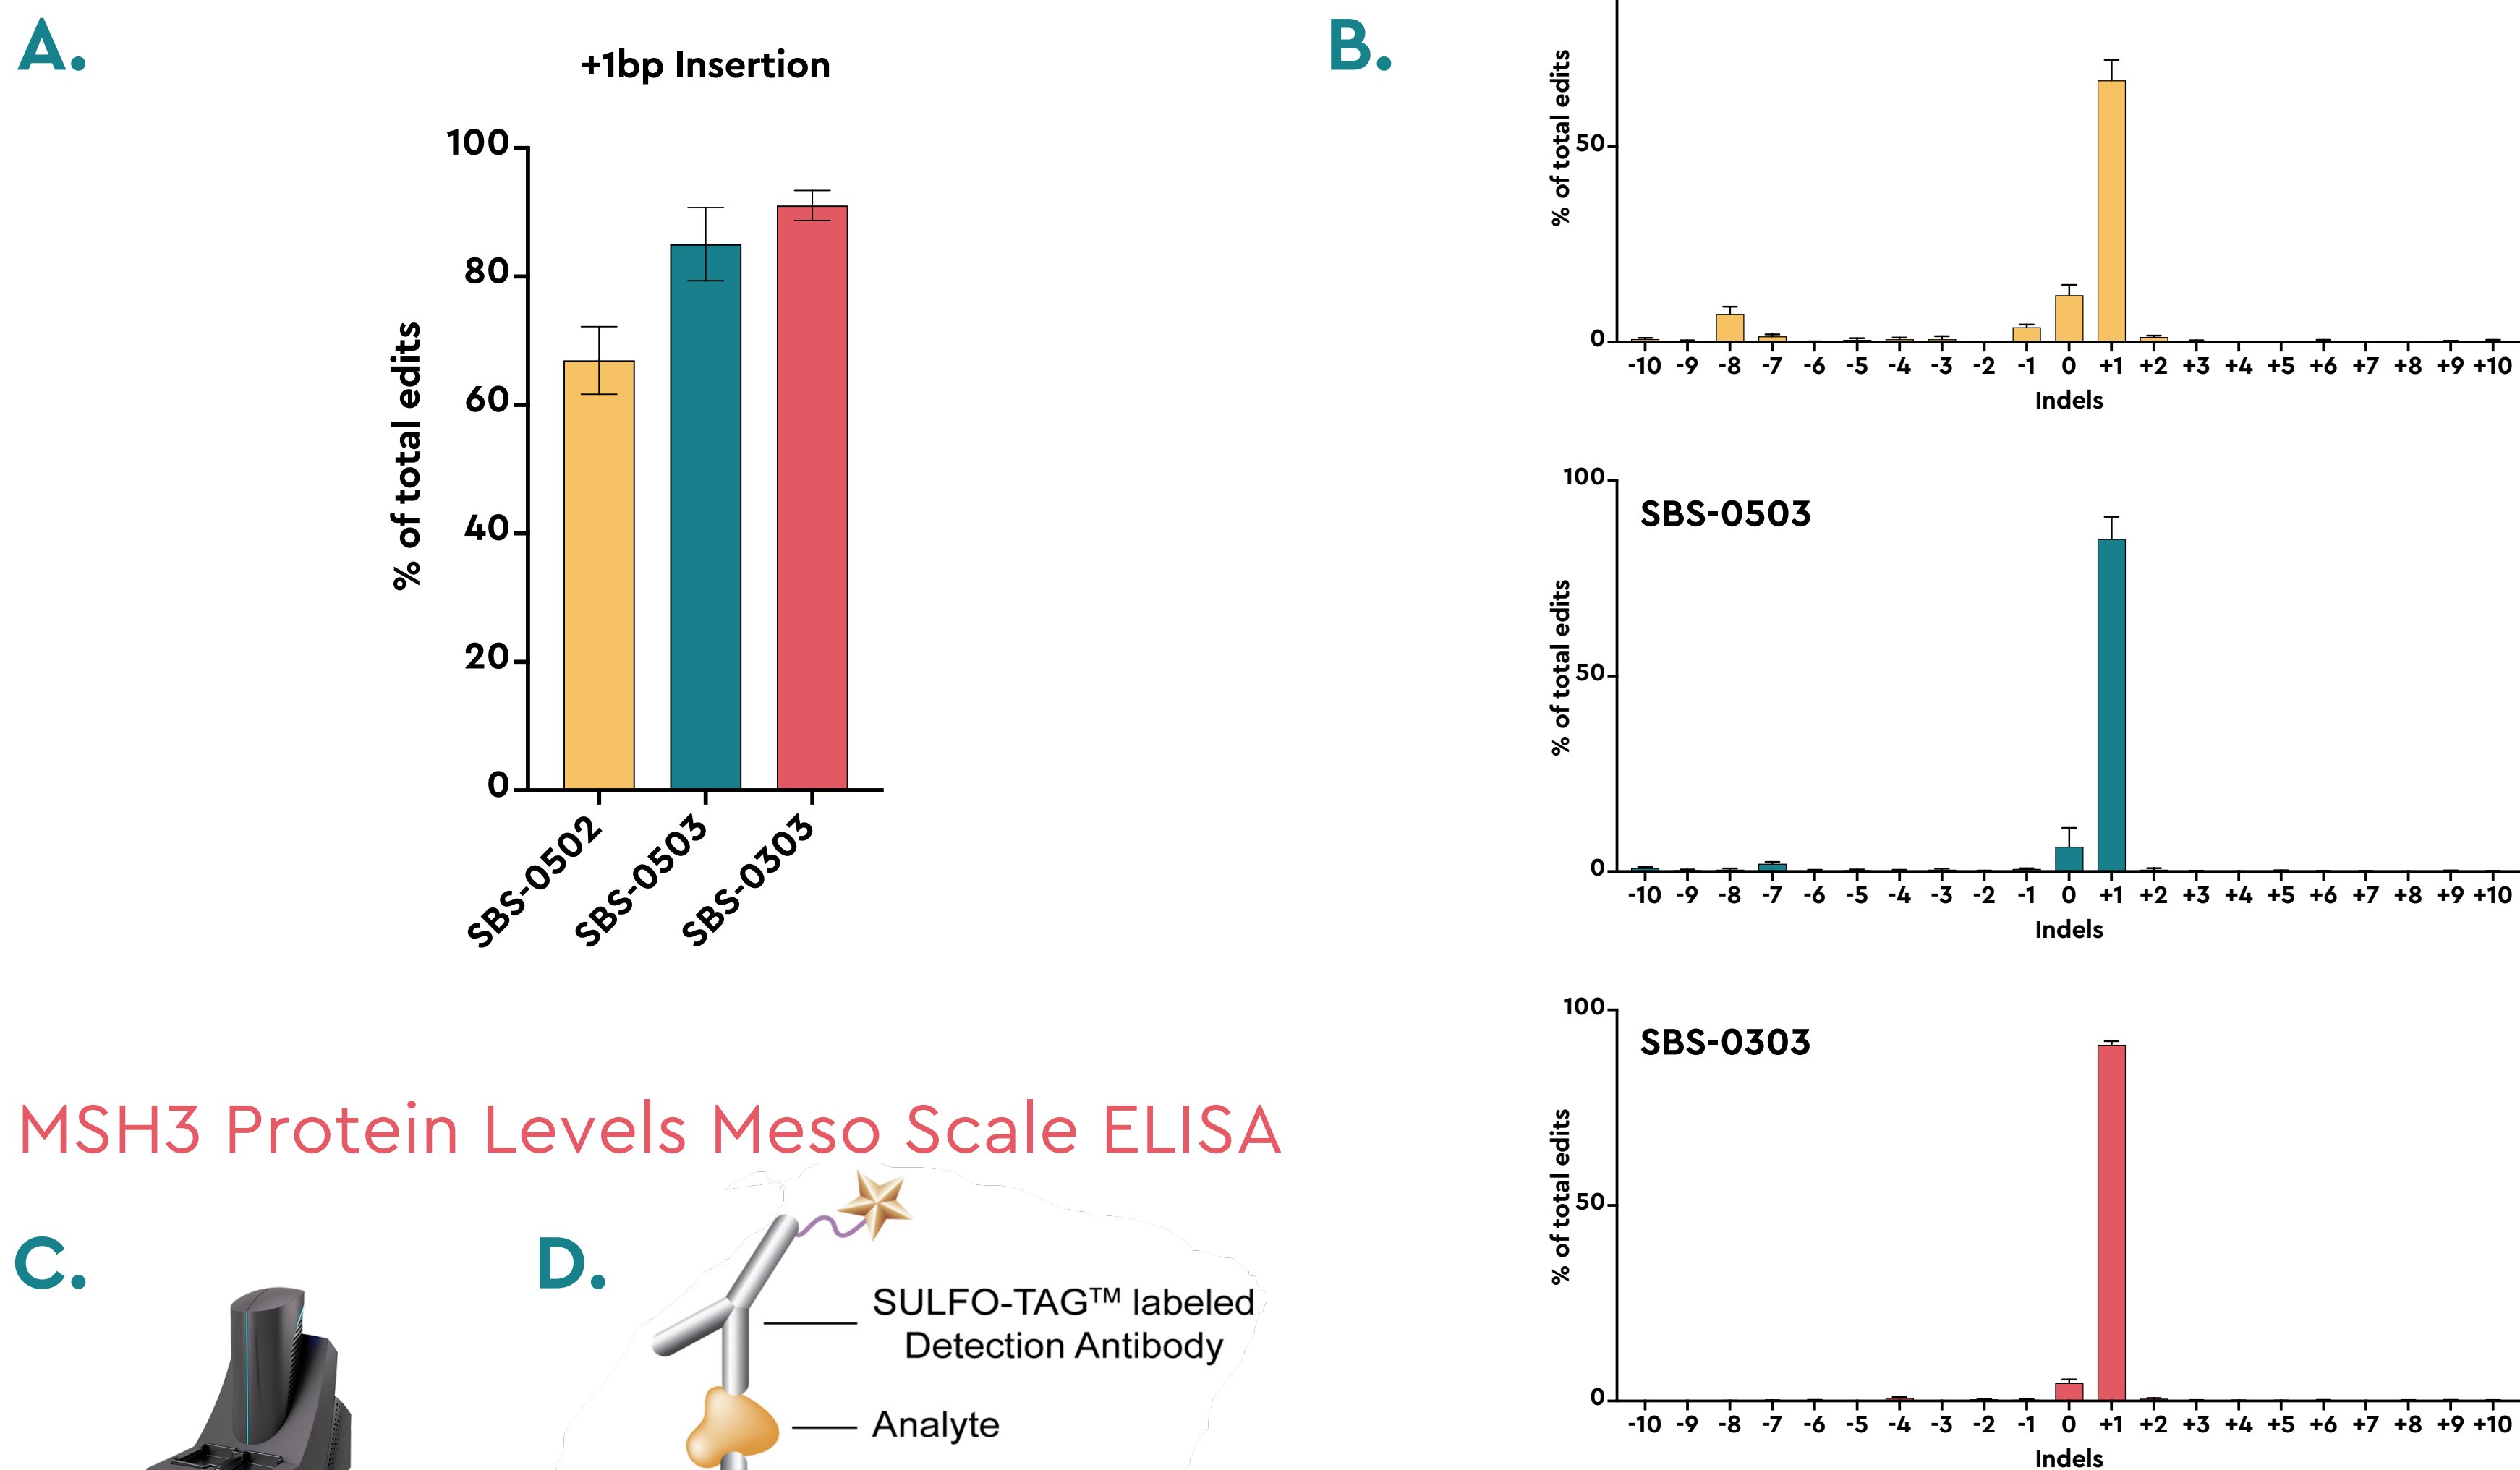 A.
+1bp Insertion
% of total edits
100
80
60
40
20
0
SBS-0502
SBS-0503
SBS-0303
B.
% of total edits
50
0
-10 -9 -8 -7 -6 -5 -4 -3 -2 -1 0 +1 +2 +3 +4 +5 +6 +7 +8 +9 +10
Indels
SBS-0503
% of total edits
100
50
0
-10 -9 -8 -7 -6 -5 -4 -3 -2 -1 0 +1 +2 +3 +4 +5 +6 +7 +8 +9 +10
Indels
SBS-0303
% of total edits
100
50
0
-10 -9 -8 -7 -6 -5 -4 -3 -2 -1 0 +1 +2 +3 +4 +5 +6 +7 +8 +9 +10
Indels
MSH3 Protein Levels Meso Scale ELISA
C.
D.
SULFO-TAG™ labeled
Detection Antibody
Analyte